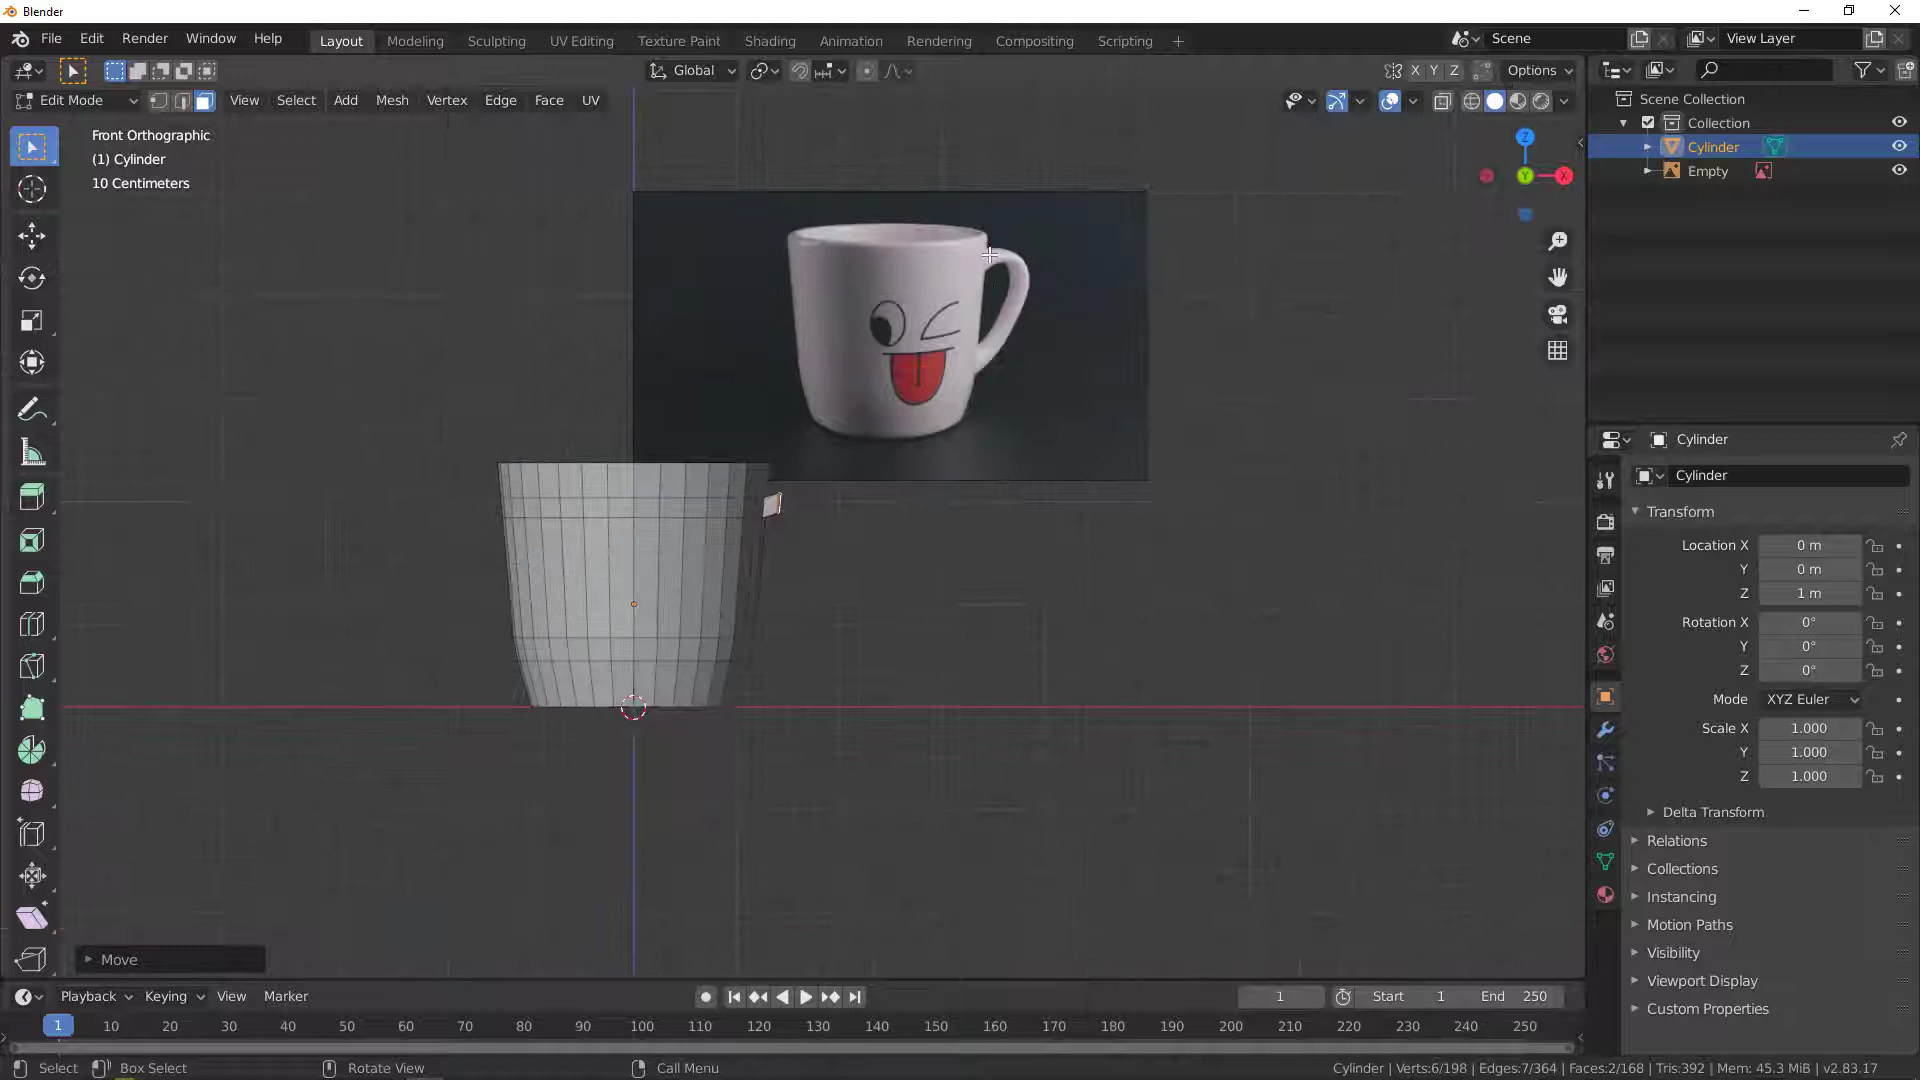 Blender
File Edit Render Window Help Layout Modeling Sculpting UV Editing Texture Paint Shading Animation Rendering Compositing Scripting + Scene View Layer
Global X Y Z Options
Edit Mode View Select Add Mesh Vertex Edge Face UV
Scene Collection
Collection
Cylinder
Empty
Front Orthographic
(1) Cylinder
10 Centimeters
Z
Y
X
Cylinder
Cylinder
Transform
Location X 0 m
Y 0 m
Z 1 m
Rotation X 0°
Y 0°
Z 0°
Mode XYZ Euler
Scale X 1.000
Y 1.000
Z 1.000
Delta Transform
Relations
Collections
Instancing
Motion Paths
Visibility
Viewport Display
Custom Properties
Move
Playback Keying View Marker 1 Start 1 End 250
1 10 20 30 40 50 60 70 80 90 100 110 120 130 140 150 160 170 180 190 200 210 220 230 240 250
Select Box Select Rotate View Call Menu Cylinder | Verts:6/198 | Edges:7/364 | Faces:2/168 | Tris:392 | Mem: 45.3 MiB | v2.83.17